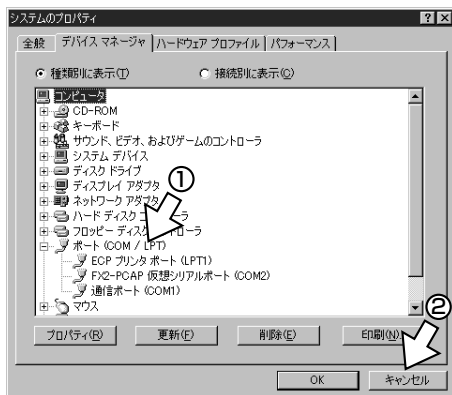 システムのプロパティ
全般 デバイス マネージャ ハードウェア プロファイル パフォーマンス
種類別に表示(T) 接続別に表示(C)
コンピュータ
CD-ROM
キーボード
サウンド、ビデオ、およびゲームのコントローラ
システム デバイス
ディスク ドライブ
ディスプレイ アダプタ
①
ネットワーク アダプタ
ハード ディスク コ ローラ
フロッピー ディスク ローラ
ポート (COM / LPT)
ECP プリンタ ポート (LPT1)
FX2-PCAP 仮想シリアルポート (COM2)
通信ポート (COM1)
マウス
②
プロパティ(R) 更新(F) 削除(E) 印刷(N)
OK キャンセル